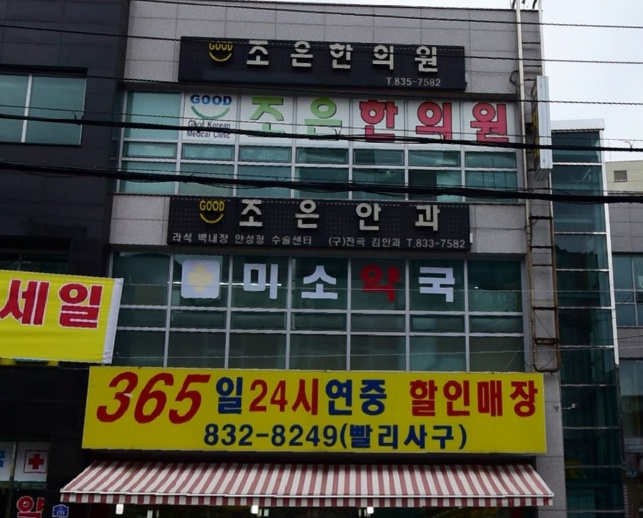 GOOD 조은한의원
T.835-7582
GOOD 조은한의원
Good Korean
Medical Clinic
GOOD 조은안과
라식 백내장 안성형 수술센터 (구)전국 김안과 T.833-7582
미소약국
세일
365일24시연중 할인매장
832-8249(빨리사구)
약